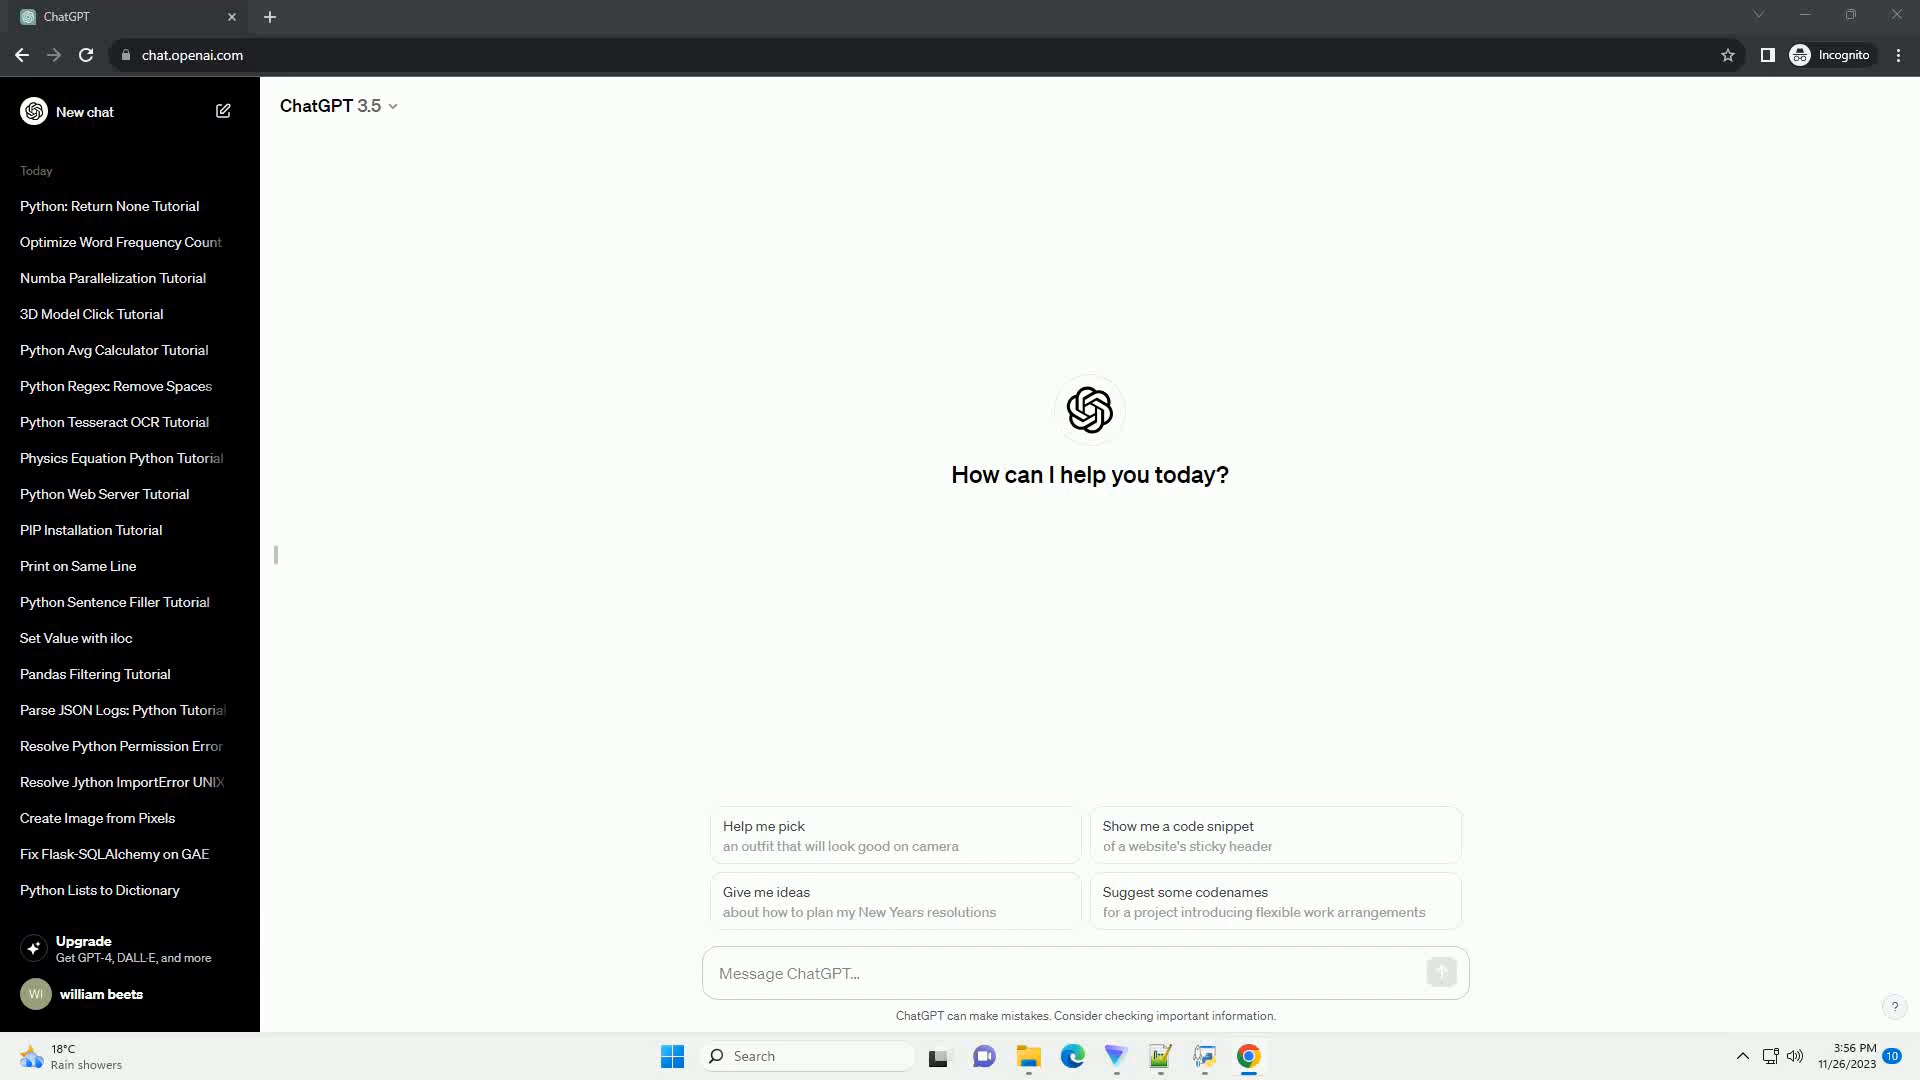 ChatGPT
chat.openai.com
Incognito
New chat
ChatGPT 3.5
Today
Python: Return None Tutorial
Optimize Word Frequency Count
Numba Parallelization Tutorial
3D Model Click Tutorial
Python Avg Calculator Tutorial
Python Regex: Remove Spaces
Python Tesseract OCR Tutorial
Physics Equation Python Tutorial
Python Web Server Tutorial
PIP Installation Tutorial
Print on Same Line
Python Sentence Filler Tutorial
Set Value with iloc
Pandas Filtering Tutorial
Parse JSON Logs: Python Tutorial
Resolve Python Permission Error
Resolve Jython ImportError UNIX
Create Image from Pixels
Fix Flask-SQLAlchemy on GAE
Python Lists to Dictionary
Upgrade
Get GPT-4, DALL·E, and more
WI
william beets
How can I help you today?
Help me pick
an outfit that will look good on camera
Show me a code snippet
of a website's sticky header
Give me ideas
about how to plan my New Years resolutions
Suggest some codenames
for a project introducing flexible work arrangements
Message ChatGPT...
ChatGPT can make mistakes. Consider checking important information.
?
18°C
Rain showers
Search
3:56 PM
11/26/2023
10